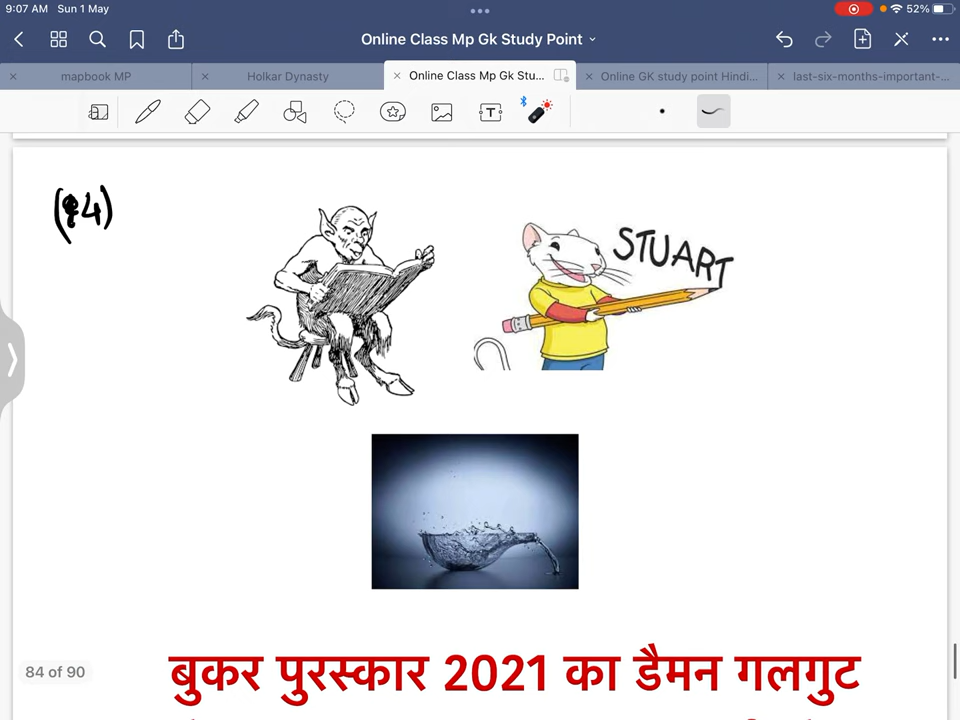 9:07 AM Sun 1 May
52%
Online Class Mp Gk Study Point
mapbook MP
Holkar Dynasty
Online Class Mp Gk Stu...
Online GK study point Hindi...
last-six-months-important-...
T
(84)
STUART
84 of 90
बुकर पुरस्कार 2021 का डैमन गलगुट